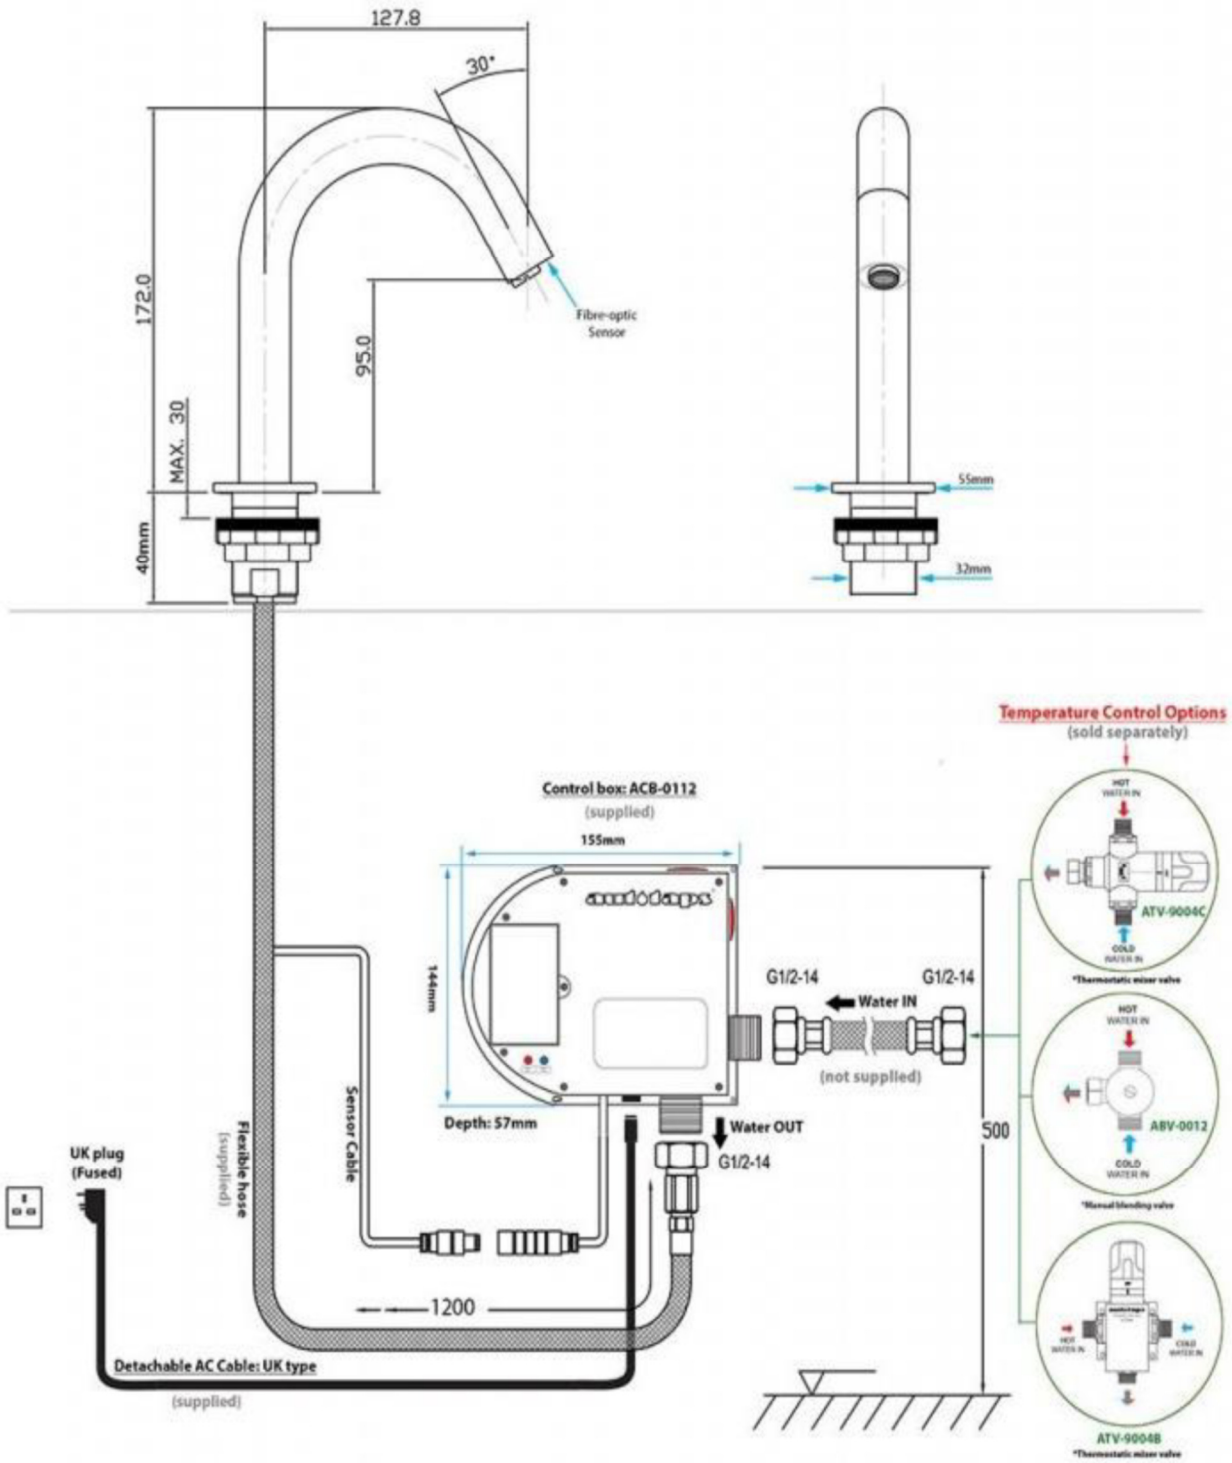 127.8
30°
172.0
95.0
Fibre-optic
Sensor
MAX. 30
40mm
55mm
32mm
Temperature Control Options
(sold separately)
Control box: ACB-0112
(supplied)
155mm
144mm
Depth: 57mm
G1/2-14
G1/2-14
Water IN
(not supplied)
Water OUT
G1/2-14
500
HOT
WATER IN
ATV-9004C
COLD
WATER IN
*Thermostatic mixer valve
HOT
WATER IN
ABV-0012
COLD
WATER IN
*Manual blending valve
HOT
WATER IN
COLD
WATER IN
ATV-9004B
*Thermostatic mixer valve
Sensor Cable
Flexible hose
(supplied)
UK plug
(Fused)
1200
Detachable AC Cable: UK type
(supplied)